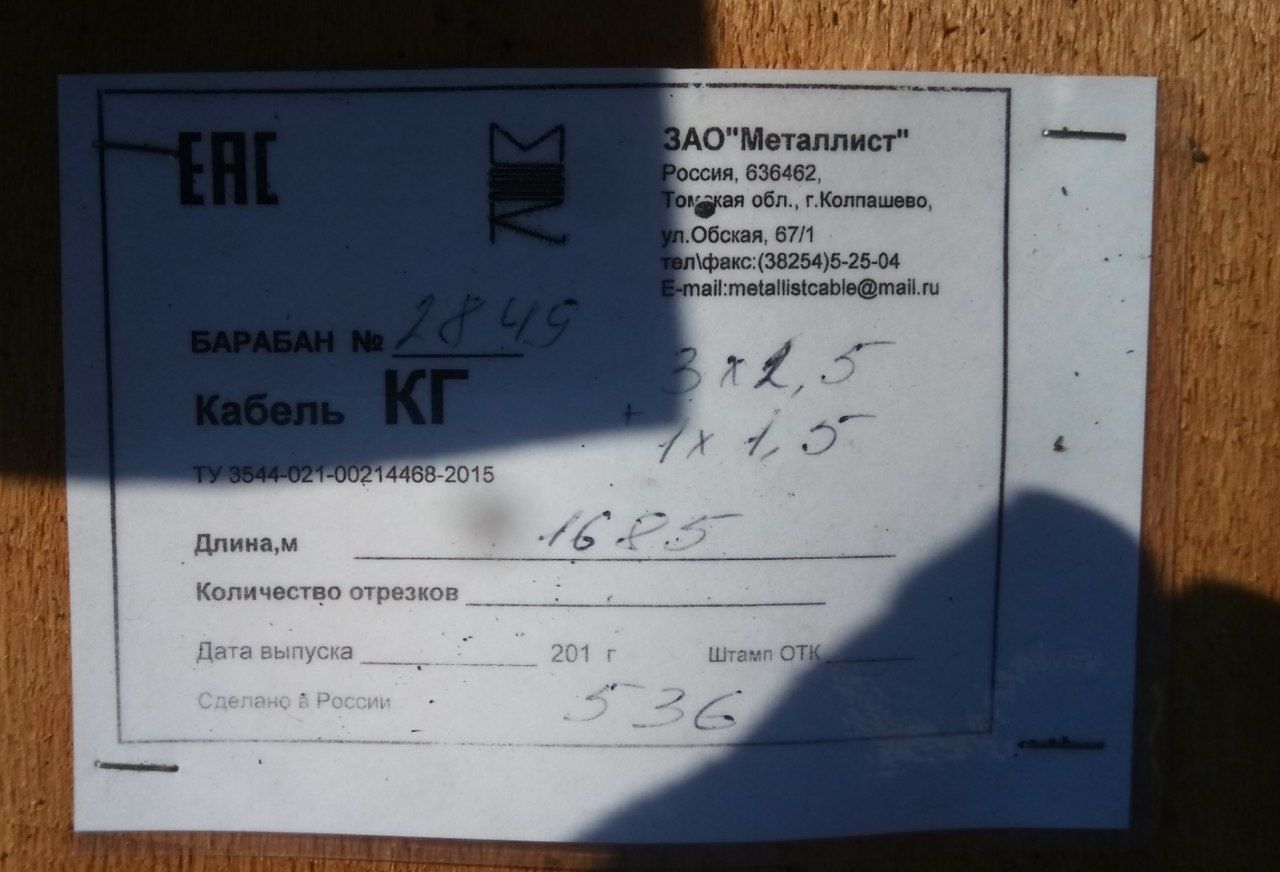 ЕАС
ЗАО"Металлист"
Россия, 636462,
Томская обл., г.Колпашево,
ул.Обская, 67/1
тел\факс:(38254)5-25-04
E-mail:metallistcable@mail.ru
БАРАБАН № 2849
Кабель КГ 3х2,5
+ 1х1,5
ТУ 3544-021-00214468-2015
Длина,м 1685
Количество отрезков
Дата выпуска 201 г Штамп ОТК
Сделано в России 536